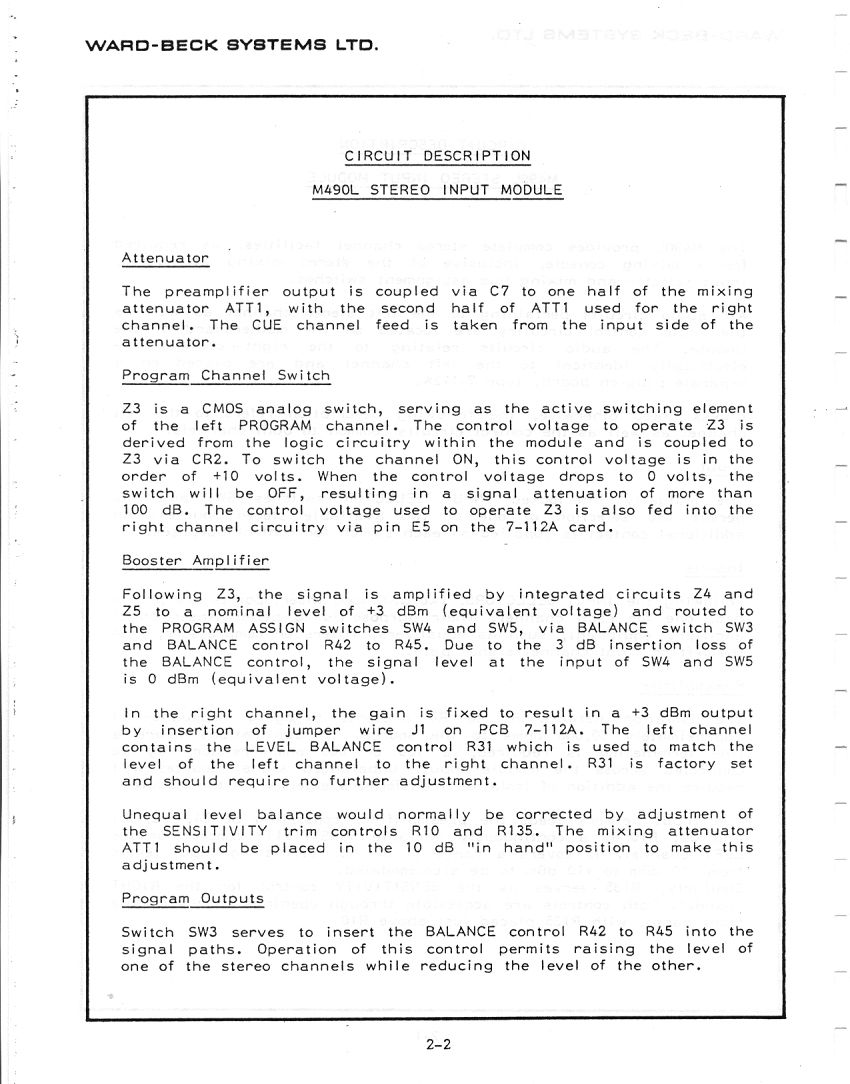 WARD-BECK SYSTEMS LTD.
CIRCUIT DESCRIPTION
M490L STEREO INPUT MODULE
Attenuator
The preamplifier output is coupled via C7 to one half of the mixing
attenuator ATT1, with the second half of ATT1 used for the right
channel. The CUE channel feed is taken from the input side of the
attenuator.
Program Channel Switch
Z3 is a CMOS analog switch, serving as the active switching element
of the left PROGRAM channel. The control voltage to operate Z3 is
derived from the logic circuitry within the module and is coupled to
Z3 via CR2. To switch the channel ON, this control voltage is in the
order of +10 volts. When the control voltage drops to 0 volts, the
switch will be OFF, resulting in a signal attenuation of more than
100 dB. The control voltage used to operate Z3 is also fed into the
right channel circuitry via pin E5 on the 7-112A card.
Booster Amplifier
Following Z3, the signal is amplified by integrated circuits Z4 and
Z5 to a nominal level of +3 dBm (equivalent voltage) and routed to
the PROGRAM ASSIGN switches SW4 and SW5, via BALANCE switch SW3
and BALANCE control R42 to R45. Due to the 3 dB insertion loss of
the BALANCE control, the signal level at the input of SW4 and SW5
is 0 dBm (equivalent voltage).
In the right channel, the gain is fixed to result in a +3 dBm output
by insertion of jumper wire J1 on PCB 7-112A. The left channel
contains the LEVEL BALANCE control R31 which is used to match the
level of the left channel to the right channel. R31 is factory set
and should require no further adjustment.
Unequal level balance would normally be corrected by adjustment of
the SENSITIVITY trim controls R10 and R135. The mixing attenuator
ATT1 should be placed in the 10 dB "in hand" position to make this
adjustment.
Program Outputs
Switch SW3 serves to insert the BALANCE control R42 to R45 into the
signal paths. Operation of this control permits raising the level of
one of the stereo channels while reducing the level of the other.
2-2